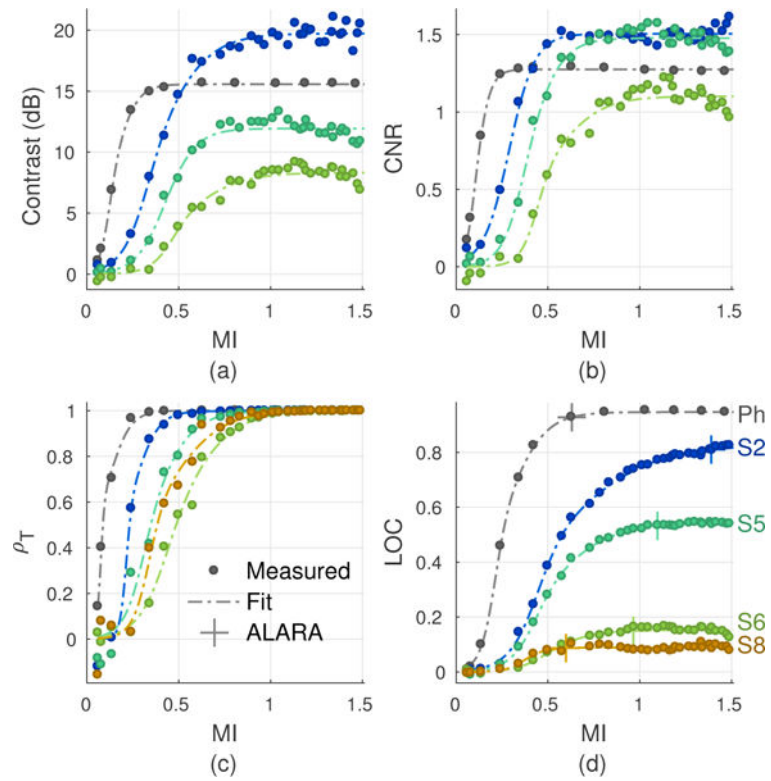 20
15
10
5
0
Contrast (dB)
0
0.5
1
1.5
MI
(a)
1.5
1
0.5
0
CNR
0
0.5
1
1.5
MI
(b)
1
0.8
0.6
0.4
0.2
0
ρT
Measured
Fit
ALARA
0
0.5
1
1.5
MI
(c)
0.8
0.6
0.4
0.2
0
LOC
Ph
S2
S5
S6
S8
0
0.5
1
1.5
MI
(d)